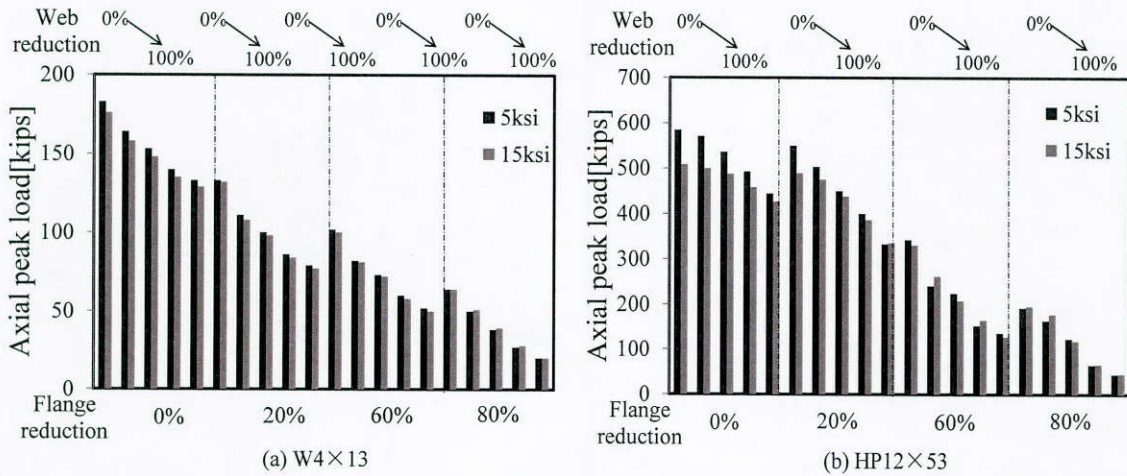 Web reduction
0% 0% 0% 0% 0%
100% 100% 100% 100% 100%
Axial peak load[kips]
200
150
100
50
0
5ksi
15ksi
Flange reduction
0% 20% 60% 80%
(a) W4×13
Web reduction
0% 0% 0% 0%
100% 100% 100% 100%
Axial peak load[kips]
700
600
500
400
300
200
100
0
5ksi
15ksi
Flange reduction
0% 20% 60% 80%
(b) HP12×53